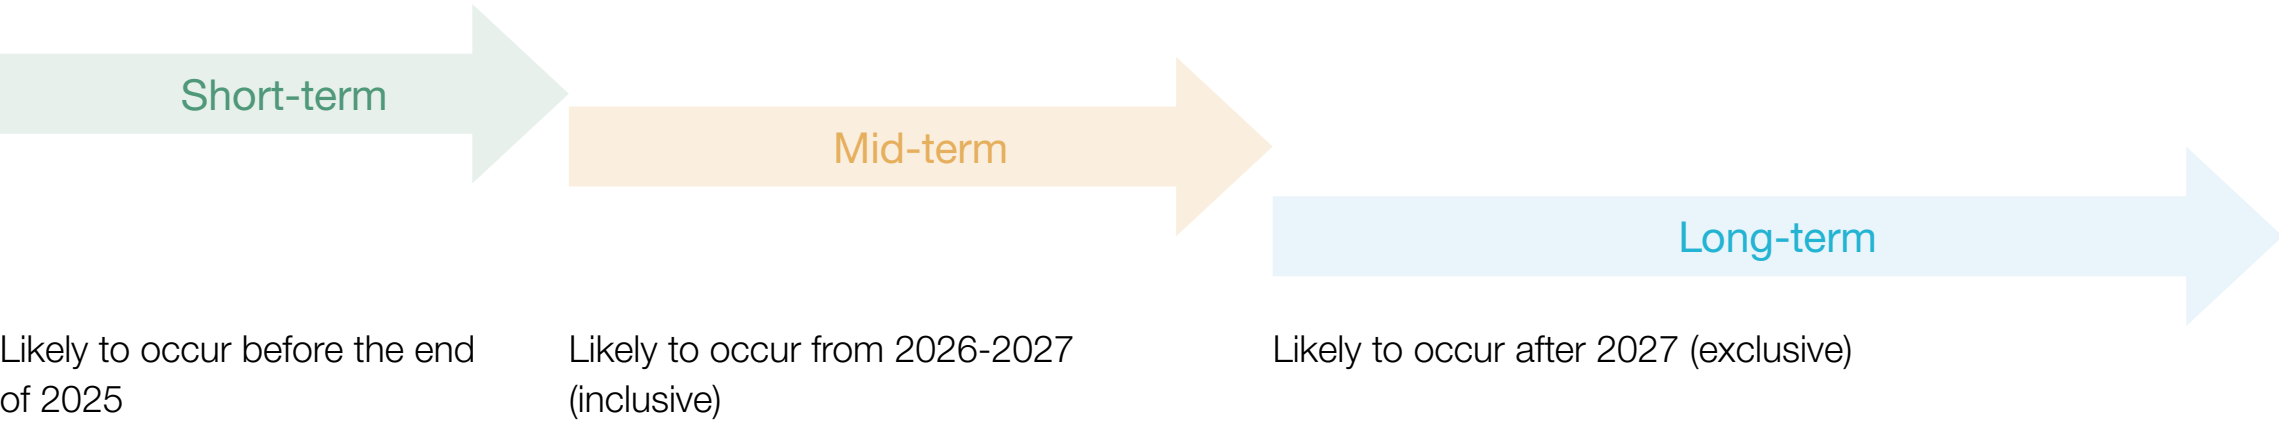 Short-term
Mid-term
Long-term
Likely to occur before the end
of 2025
Likely to occur from 2026-2027
(inclusive)
Likely to occur after 2027 (exclusive)